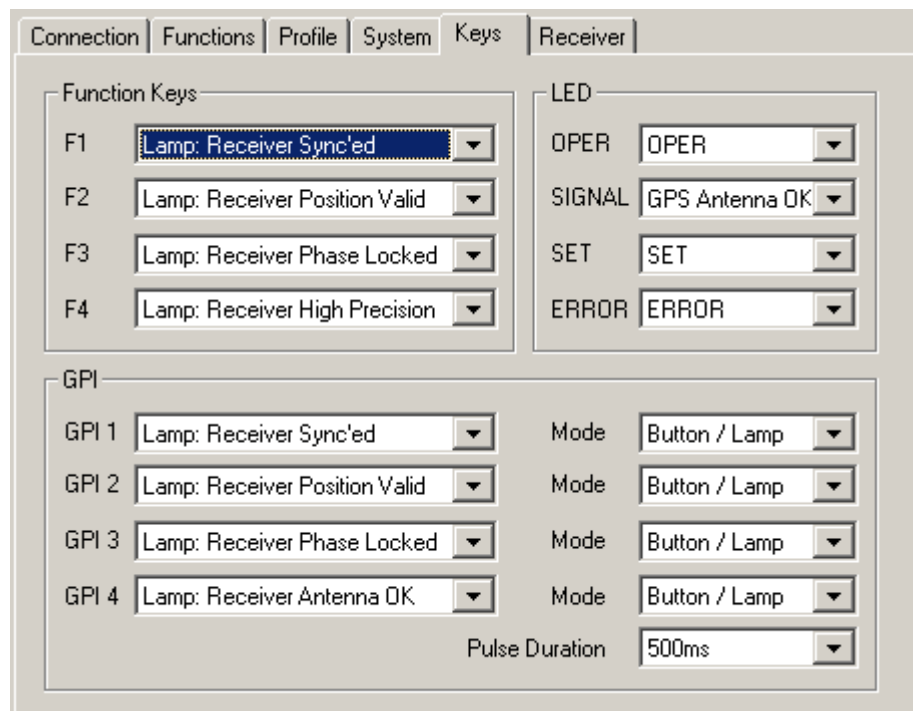 Connection Functions Profile System Keys Receiver
Function Keys
F1 Lamp: Receiver Sync'ed
F2 Lamp: Receiver Position Valid
F3 Lamp: Receiver Phase Locked
F4 Lamp: Receiver High Precision
LED
OPER OPER
SIGNAL GPS Antenna OK
SET SET
ERROR ERROR
GPI
GPI 1 Lamp: Receiver Sync'ed Mode Button / Lamp
GPI 2 Lamp: Receiver Position Valid Mode Button / Lamp
GPI 3 Lamp: Receiver Phase Locked Mode Button / Lamp
GPI 4 Lamp: Receiver Antenna OK Mode Button / Lamp
Pulse Duration 500ms